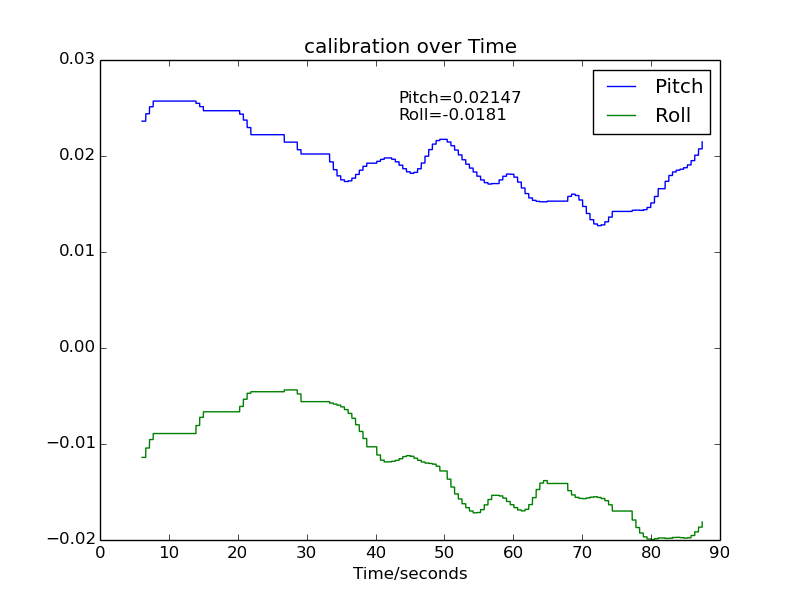 calibration over Time
0.03
0.02
0.01
0.00
−0.01
−0.02
Pitch=0.02147
Roll=-0.0181
Pitch
Roll
0 10 20 30 40 50 60 70 80 90
Time/seconds